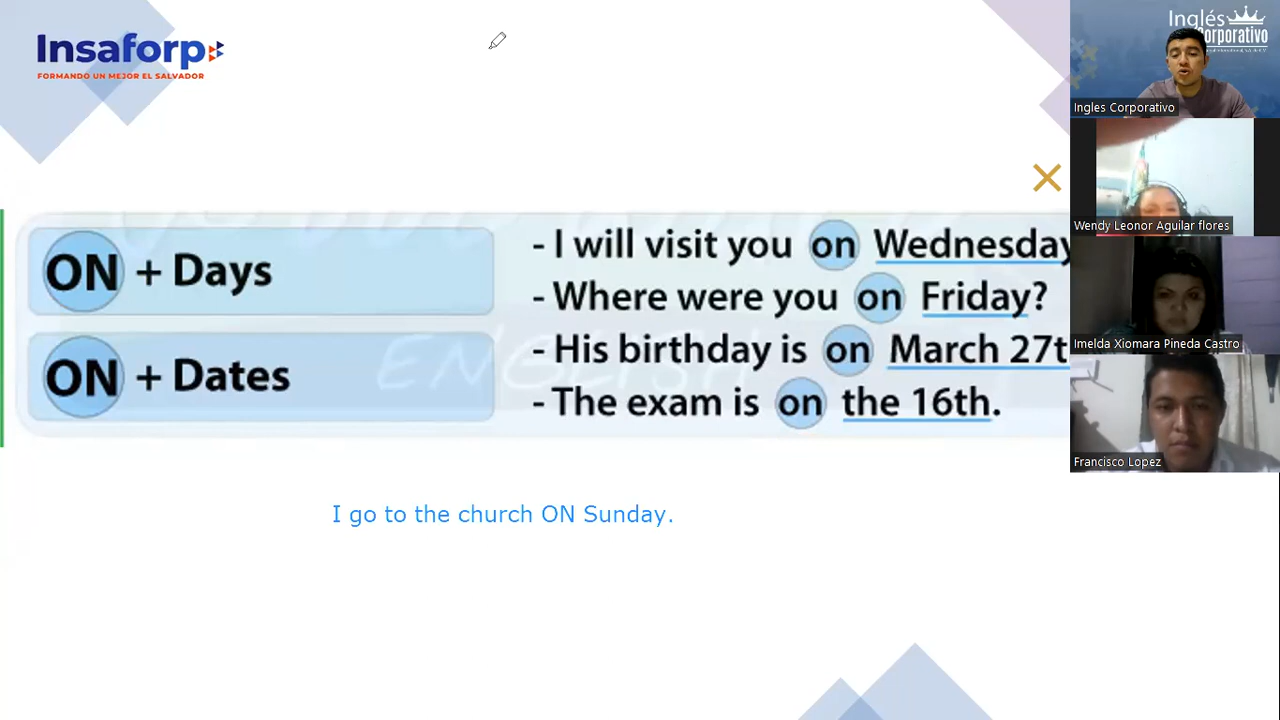 Insaforp
FORMANDO UN MEJOR EL SALVADOR
ON + Days
- I will visit you on Wednesday
- Where were you on Friday?
ON + Dates
- His birthday is on March 27t
- The exam is on the 16th.
ENGLISH
I go to the church ON Sunday.
Inglés
Corporativo
Ingles Corporativo
Wendy Leonor Aguilar flores
Imelda Xiomara Pineda Castro
Francisco Lopez